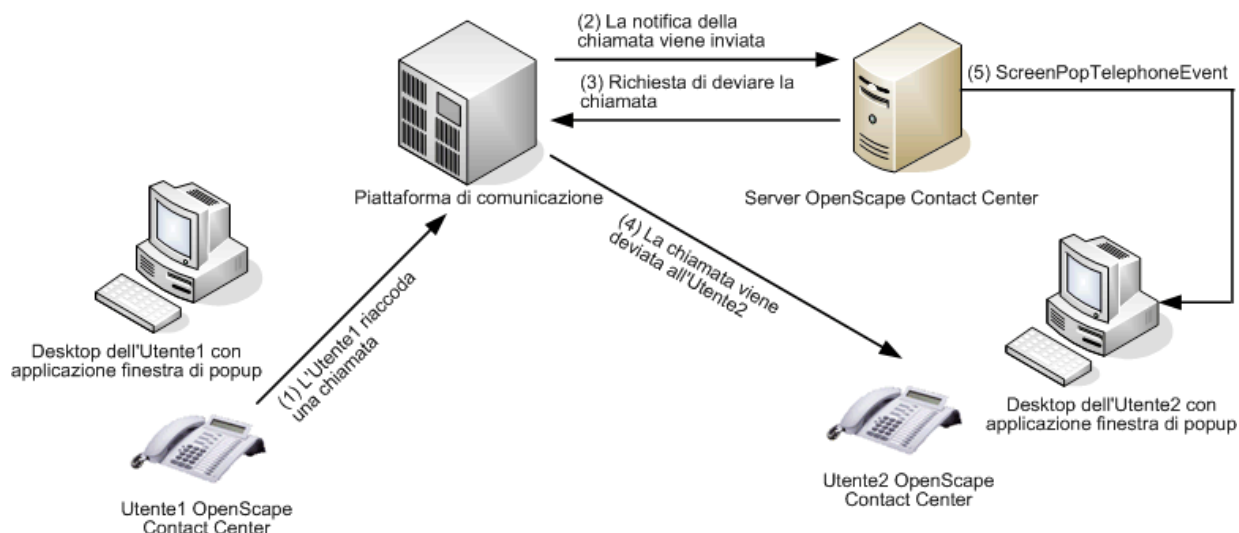 (2) La notifica della
chiamata viene inviata
(3) Richiesta di deviare la
chiamata
(5) ScreenPopTelephoneEvent
Piattaforma di comunicazione
Server OpenScape Contact Center
(4) La chiamata viene
deviata all'Utente2
(1) L'Utente1 riaccoda
una chiamata
Desktop dell'Utente1 con
applicazione finestra di popup
Desktop dell'Utente2 con
applicazione finestra di popup
Utente1 OpenScape
Contact Center
Utente2 OpenScape
Contact Center